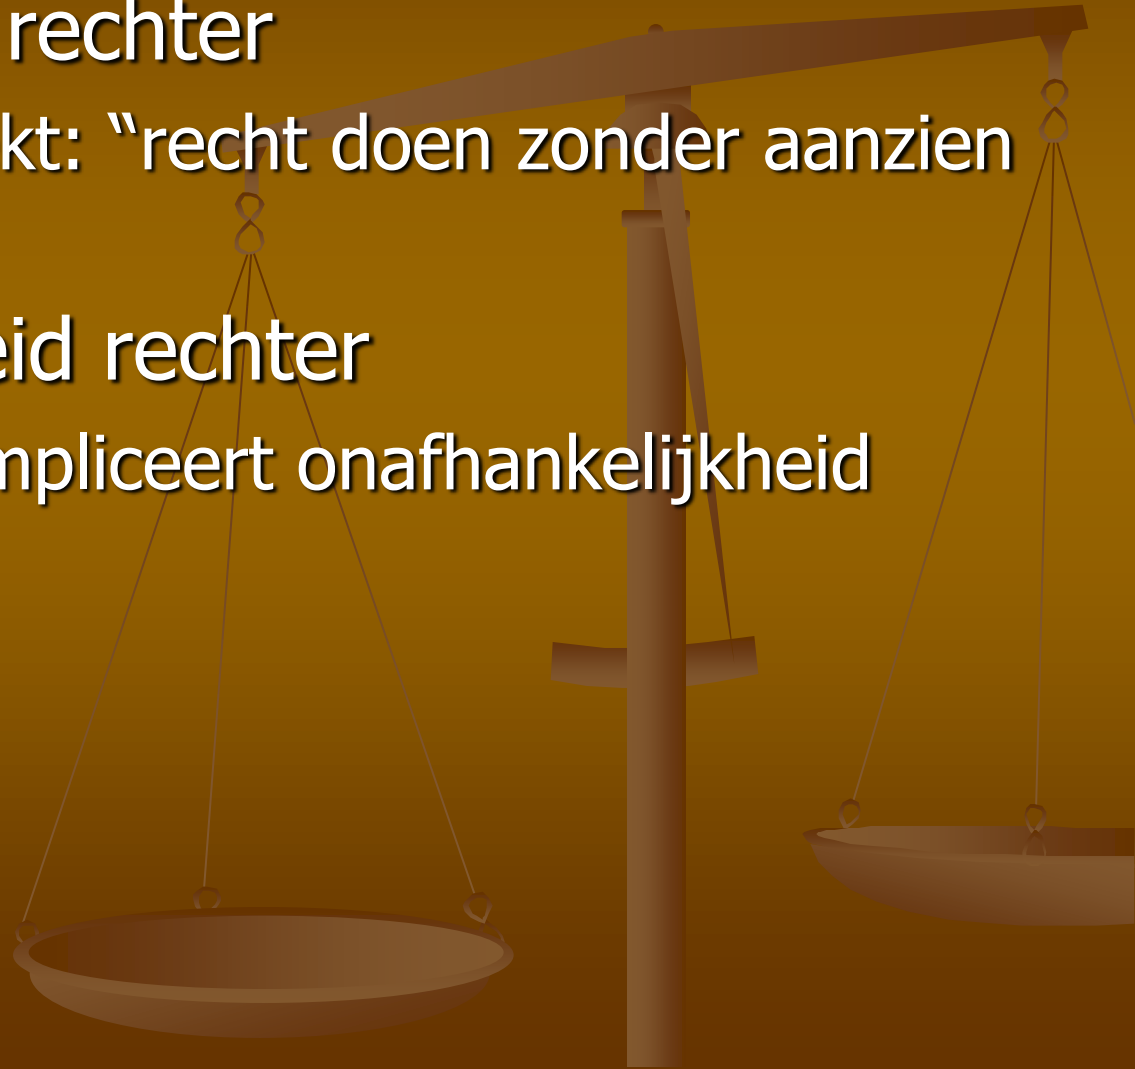 rechter
kt: “recht doen zonder aanzien
eid rechter
mpliceert onafhankelijkheid